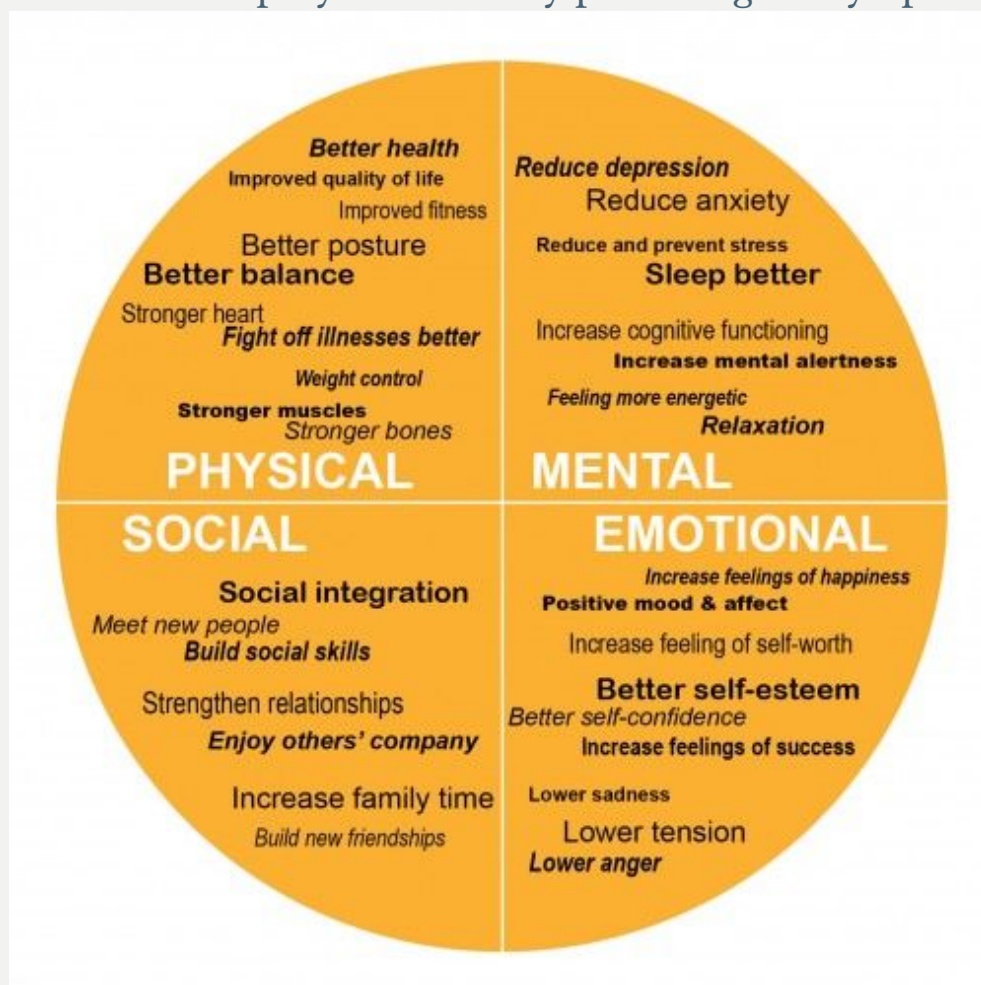 Better health
Improved quality of life
Improved fitness
Better posture
Better balance
Stronger heart
Fight off illnesses better
Weight control
Stronger muscles
Stronger bones
PHYSICAL
Reduce depression
Reduce anxiety
Reduce and prevent stress
Sleep better
Increase cognitive functioning
Increase mental alertness
Feeling more energetic
Relaxation
MENTAL
SOCIAL
Social integration
Meet new people
Build social skills
Strengthen relationships
Enjoy others’ company
Increase family time
Build new friendships
EMOTIONAL
Increase feelings of happiness
Positive mood & affect
Increase feeling of self-worth
Better self-esteem
Better self-confidence
Increase feelings of success
Lower sadness
Lower tension
Lower anger